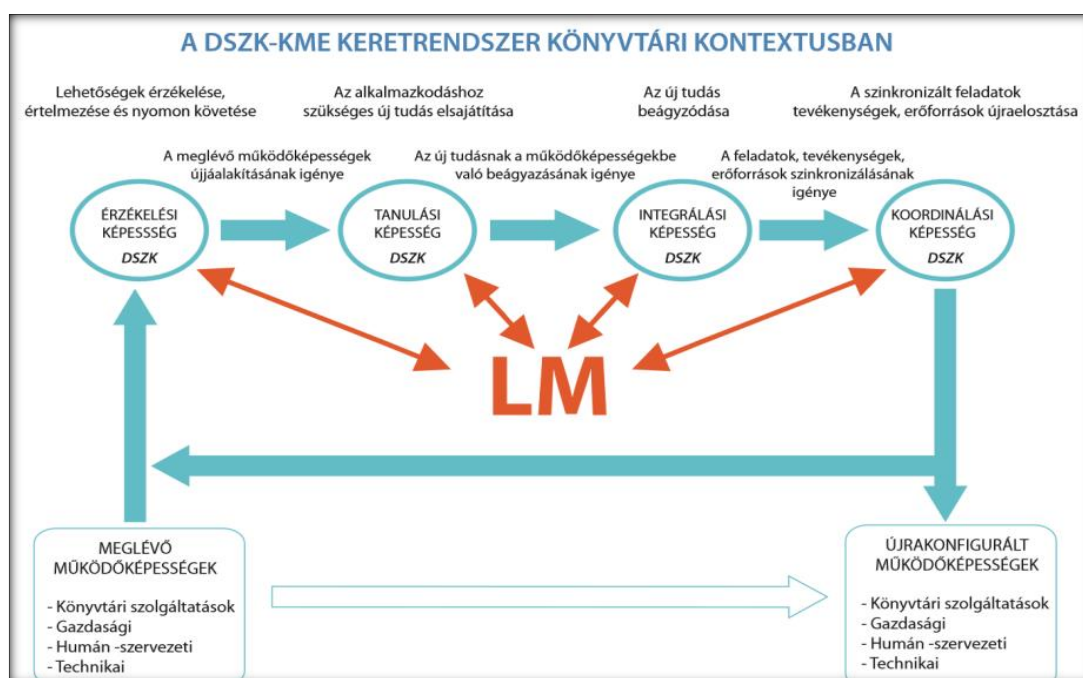 A DSZK-KME KERETRENDSZER KÖNYVTÁRI KONTEXTUSBAN
Lehetőségek érzékelése,
értelmezése és nyomon követése
Az alkalmazkodáshoz
szükséges új tudás elsajátítása
Az új tudás
beágyzódása
A szinkronizált feladatok
tevékenységek, erőforrások újraelosztása
A meglévő működőképességek
újjáalakításának igénye
Az új tudásnak a működőképességekbe
való beágyazásának igénye
A feladatok, tevékenységek,
erőforrások szinkronizálásának
igénye
ÉRZÉKELÉSI
KÉPESSSÉG
DSZK
TANULÁSI
KÉPESSÉG
DSZK
INTEGRÁLÁSI
KÉPESSÉG
DSZK
KOORDINÁLÁSI
KÉPESSÉG
DSZK
LM
MEGLÉVŐ
MŰKÖDŐKÉPESSÉGEK
- Könyvtári szolgáltatások
- Gazdasági
- Humán -szervezeti
- Technikai
ÚJRAKONFIGURÁLT
MŰKÖDŐKÉPESSÉGEK
- Könyvtári szolgáltatások
- Gazdasági
- Humán -szervezeti
- Technikai